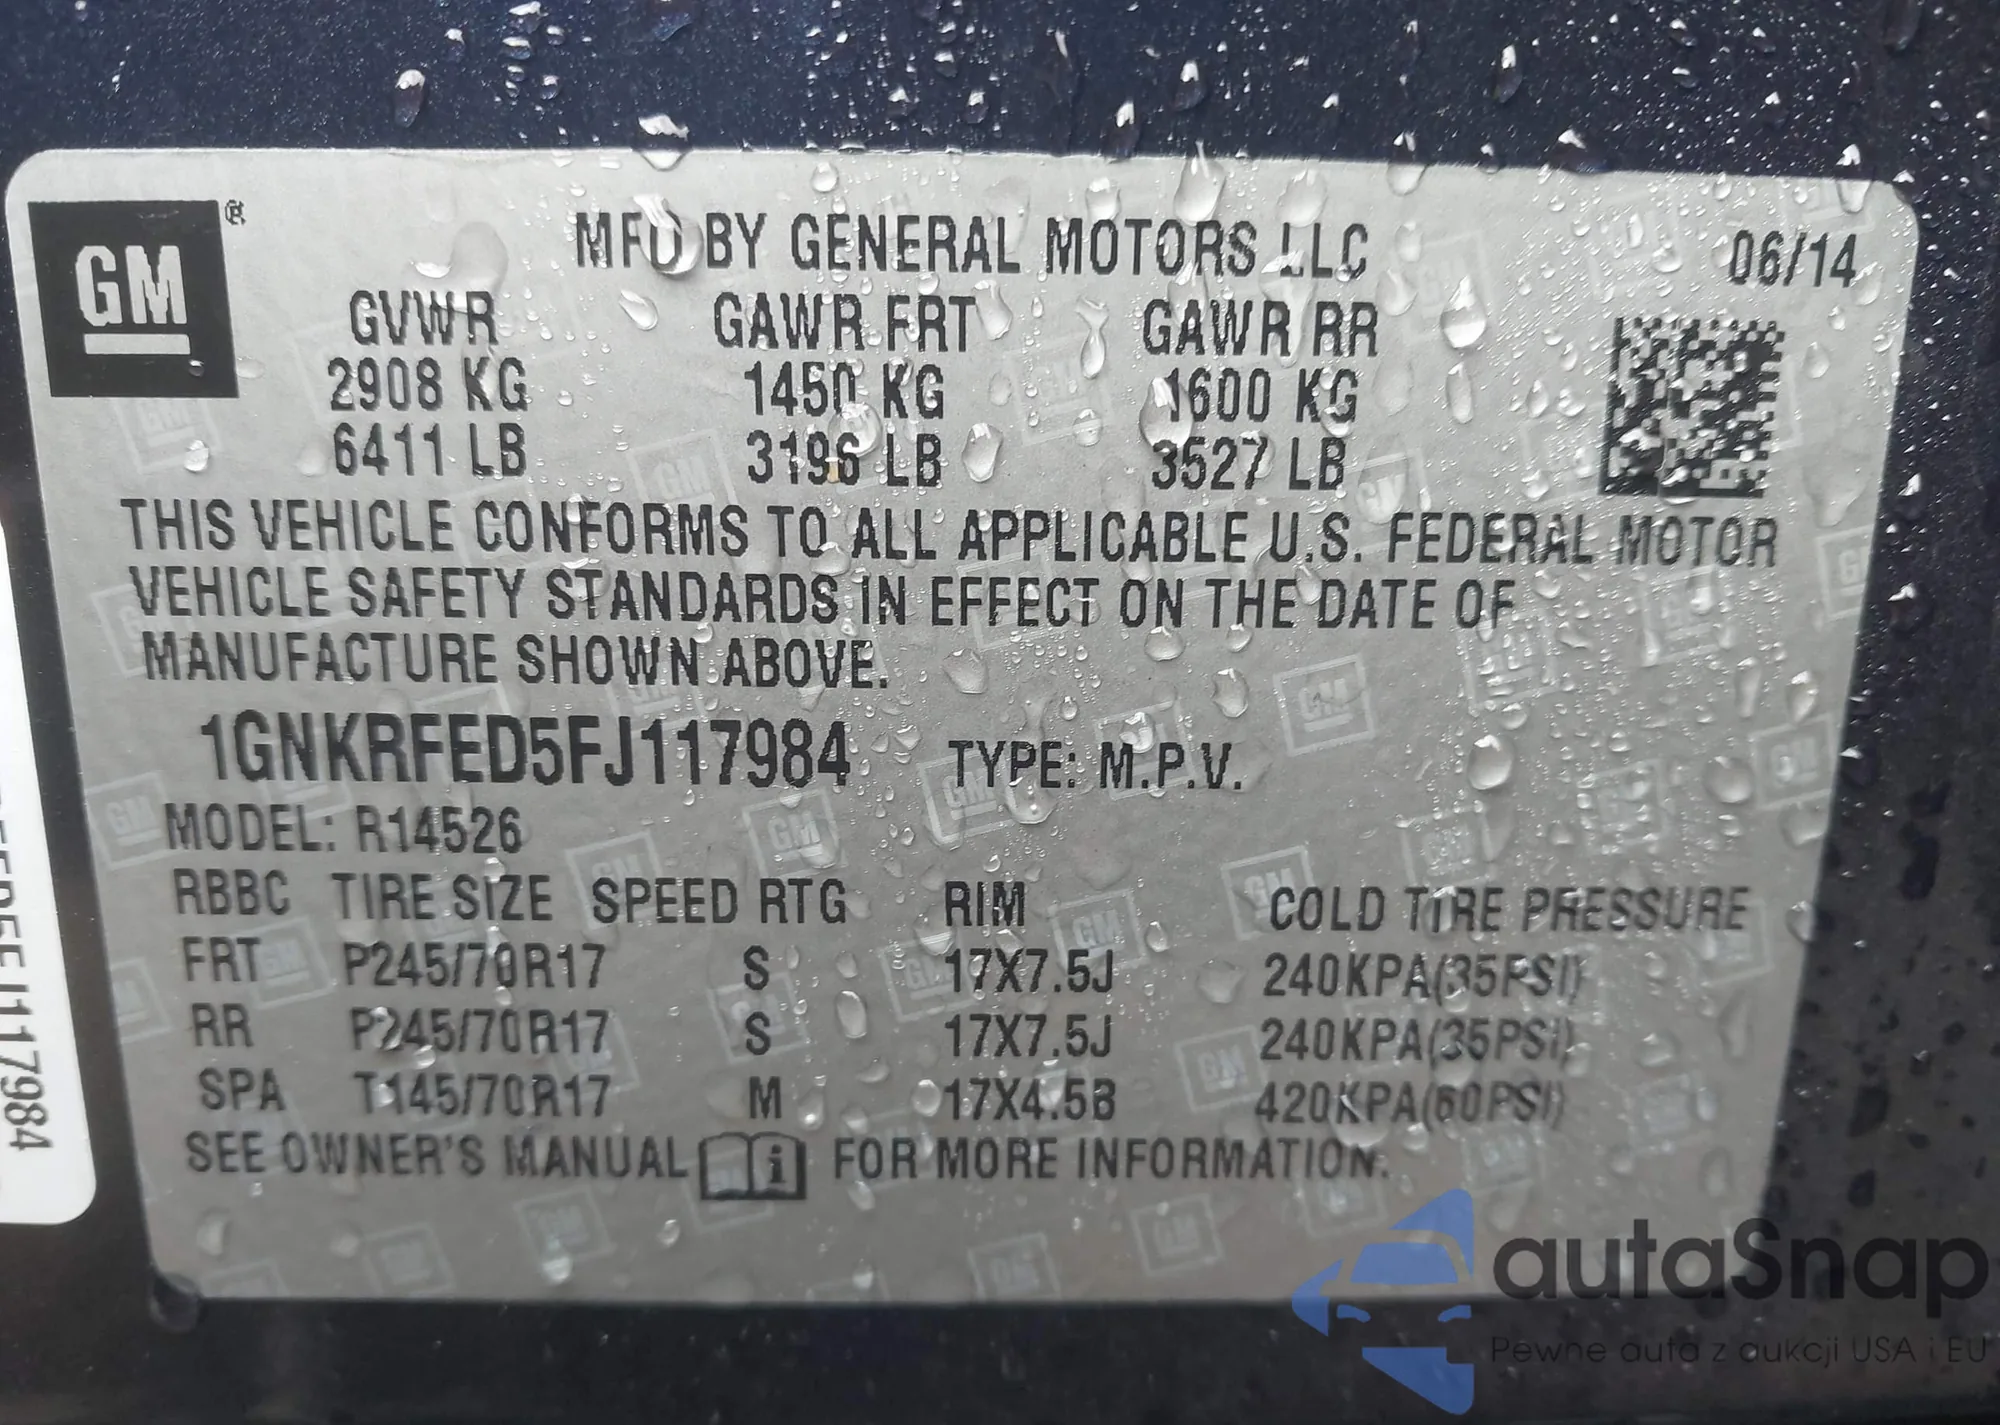 GM®
MFD BY GENERAL MOTORS LLC 06/14
GVWR GAWR FRT GAWR RR
2908 KG 1450 KG 1600 KG
6411 LB 3196 LB 3527 LB
THIS VEHICLE CONFORMS TO ALL APPLICABLE U.S. FEDERAL MOTOR
VEHICLE SAFETY STANDARDS IN EFFECT ON THE DATE OF
MANUFACTURE SHOWN ABOVE.
1GNKRFED5FJ117984 TYPE: M.P.V.
MODEL: R14526
RBBC TIRE SIZE SPEED RTG RIM COLD TIRE PRESSURE
FRT P245/70R17 S 17X7.5J 240KPA(35PSI)
RR P245/70R17 S 17X7.5J 240KPA(35PSI)
SPA T145/70R17 M 17X4.5B 420KPA(60PSI)
SEE OWNER'S MANUAL i FOR MORE INFORMATION.
autaSnap
Pewne auta z aukcji USA i EU